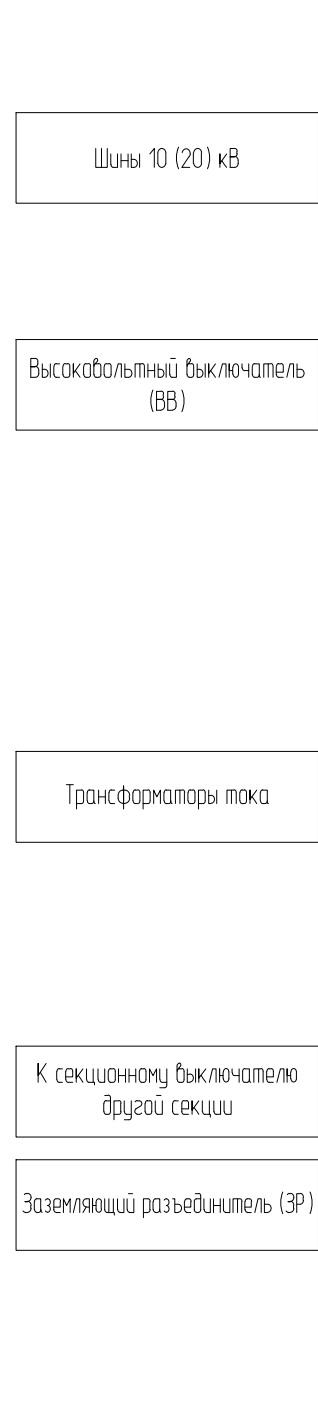 Шины 10 (20) кВ
Высоковольтный выключатель
(ВВ)
Трансформаторы тока
К секционному выключателю
другой секции
Заземляющий разъединитель (ЗР)